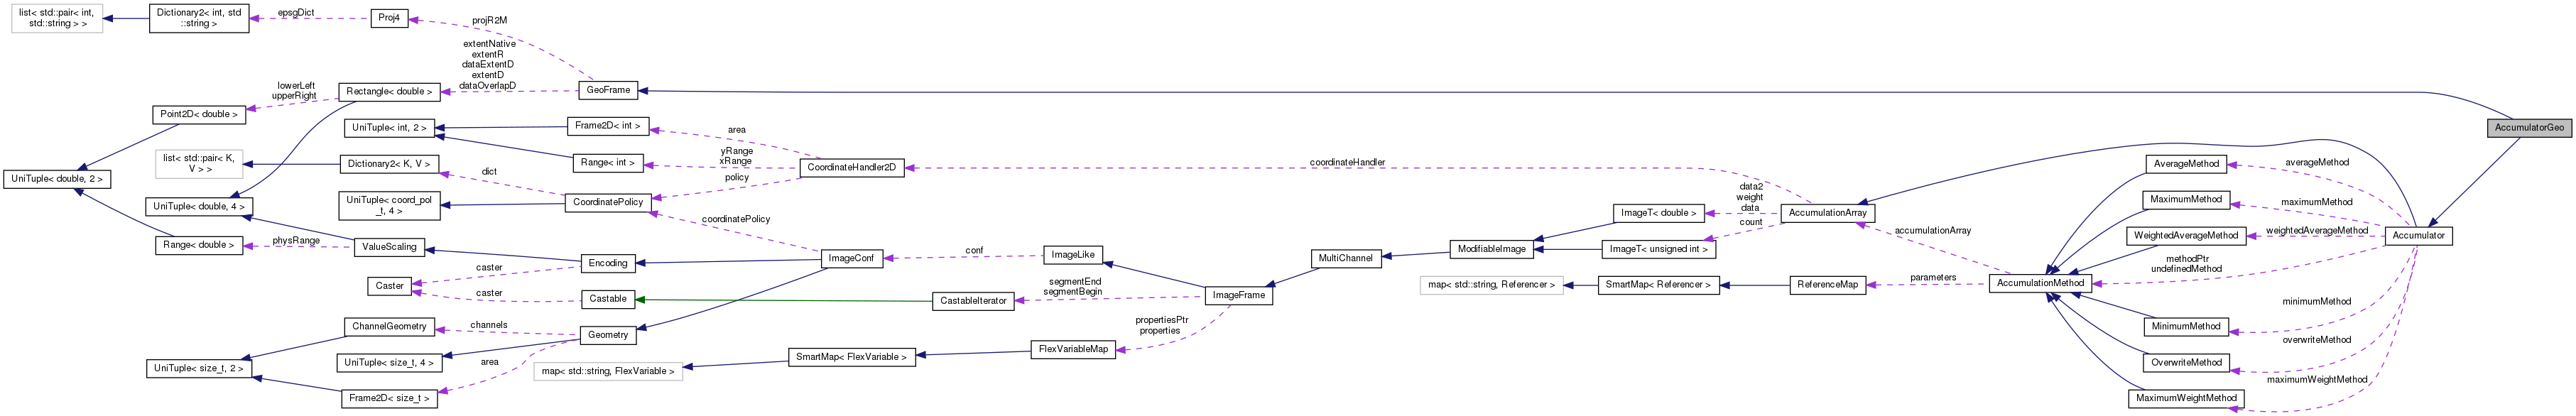 list< std::pair< int,
std::string > >
Dictionary2< int, std
::string >
epsgDict
Proj4
projR2M
extentNative
extentR
dataExtentD
extentD
dataOverlapD
GeoFrame
lowerLeft
upperRight
Rectangle< double >
Point2D< double >
AccumulatorGeo
UniTuple< int, 2 >
Frame2D< int >
area
list< std::pair< K,
V > >
Dictionary2< K, V >
Range< int >
yRange
xRange
CoordinateHandler2D
coordinateHandler
AverageMethod
averageMethod
UniTuple< double, 2 >
dict
policy
UniTuple< double, 4 >
UniTuple< coord_pol
_t, 4 >
CoordinatePolicy
coordinatePolicy
ImageT< double >
data2
weight
data
count
AccumulationArray
MaximumMethod
maximumMethod
Range< double >
physRange
ValueScaling
accumulationArray
WeightedAverageMethod
weightedAverageMethod
Accumulator
Encoding
caster
ImageConf
conf
ImageLike
MultiChannel
ModifiableImage
ImageT< unsigned int >
methodPtr
undefinedMethod
Caster
caster
Castable
CastableIterator
segmentEnd
segmentBegin
ImageFrame
map< std::string, Referencer >
SmartMap< Referencer >
ReferenceMap
parameters
AccumulationMethod
ChannelGeometry
channels
Geometry
propertiesPtr
properties
MinimumMethod
minimumMethod
UniTuple< size_t, 2 >
UniTuple< size_t, 4 >
area
map< std::string, FlexVariable >
SmartMap< FlexVariable >
FlexVariableMap
OverwriteMethod
overwriteMethod
Frame2D< size_t >
MaximumWeightMethod
maximumWeightMethod